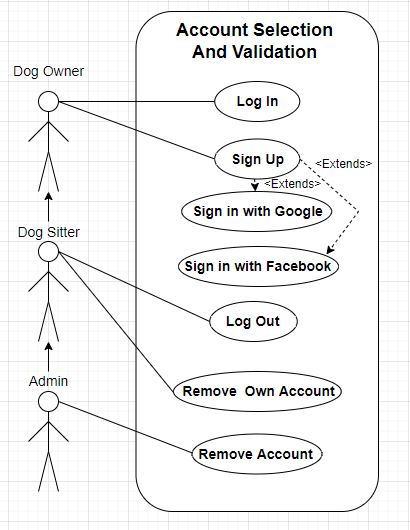 Account Selection
And Validation
Dog Owner
Log In
Sign Up
<Extends>
<Extends>
Sign in with Google
Dog Sitter
Sign in with Facebook
Log Out
Admin
Remove Own Account
Remove Account